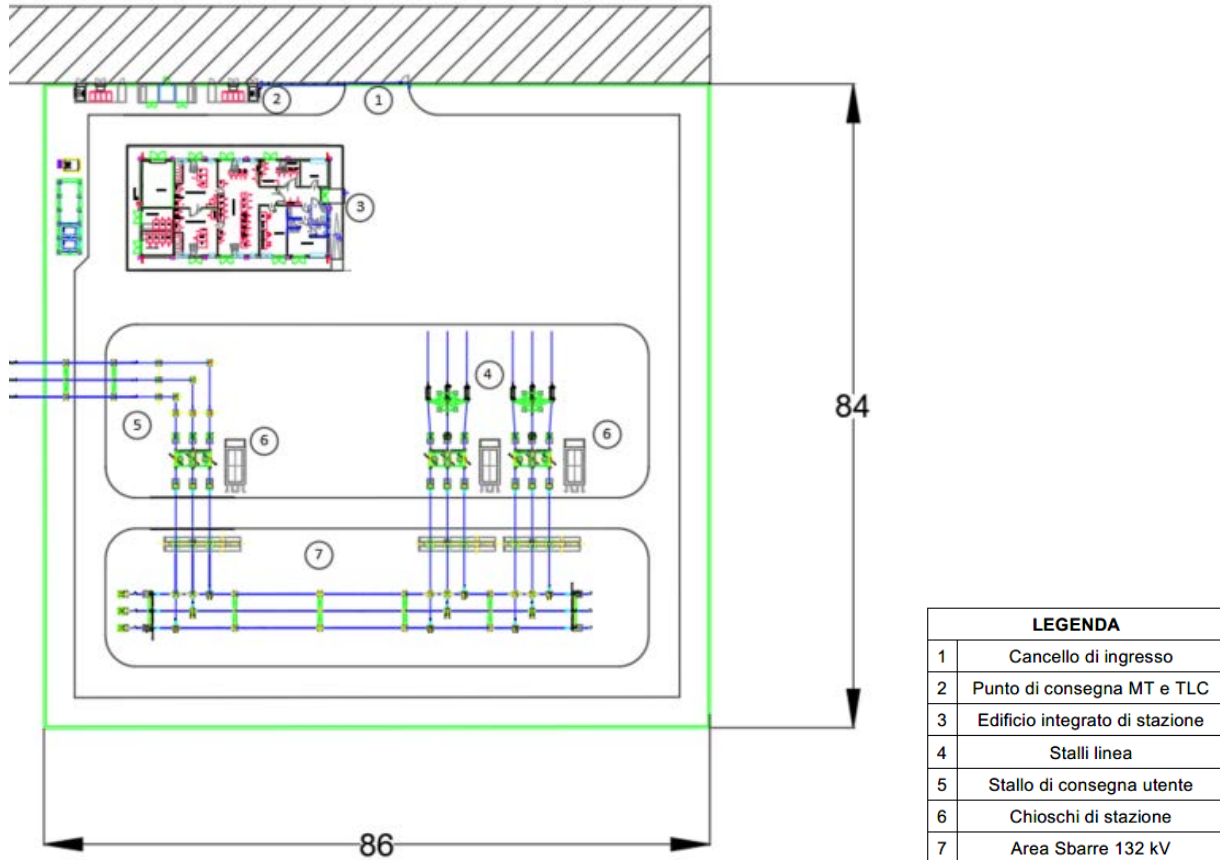 2
1
3
4
5
6
6
7
84
86
LEGENDA
1 Cancello di ingresso
2 Punto di consegna MT e TLC
3 Edificio integrato di stazione
4 Stalli linea
5 Stallo di consegna utente
6 Chioschi di stazione
7 Area Sbarre 132 kV